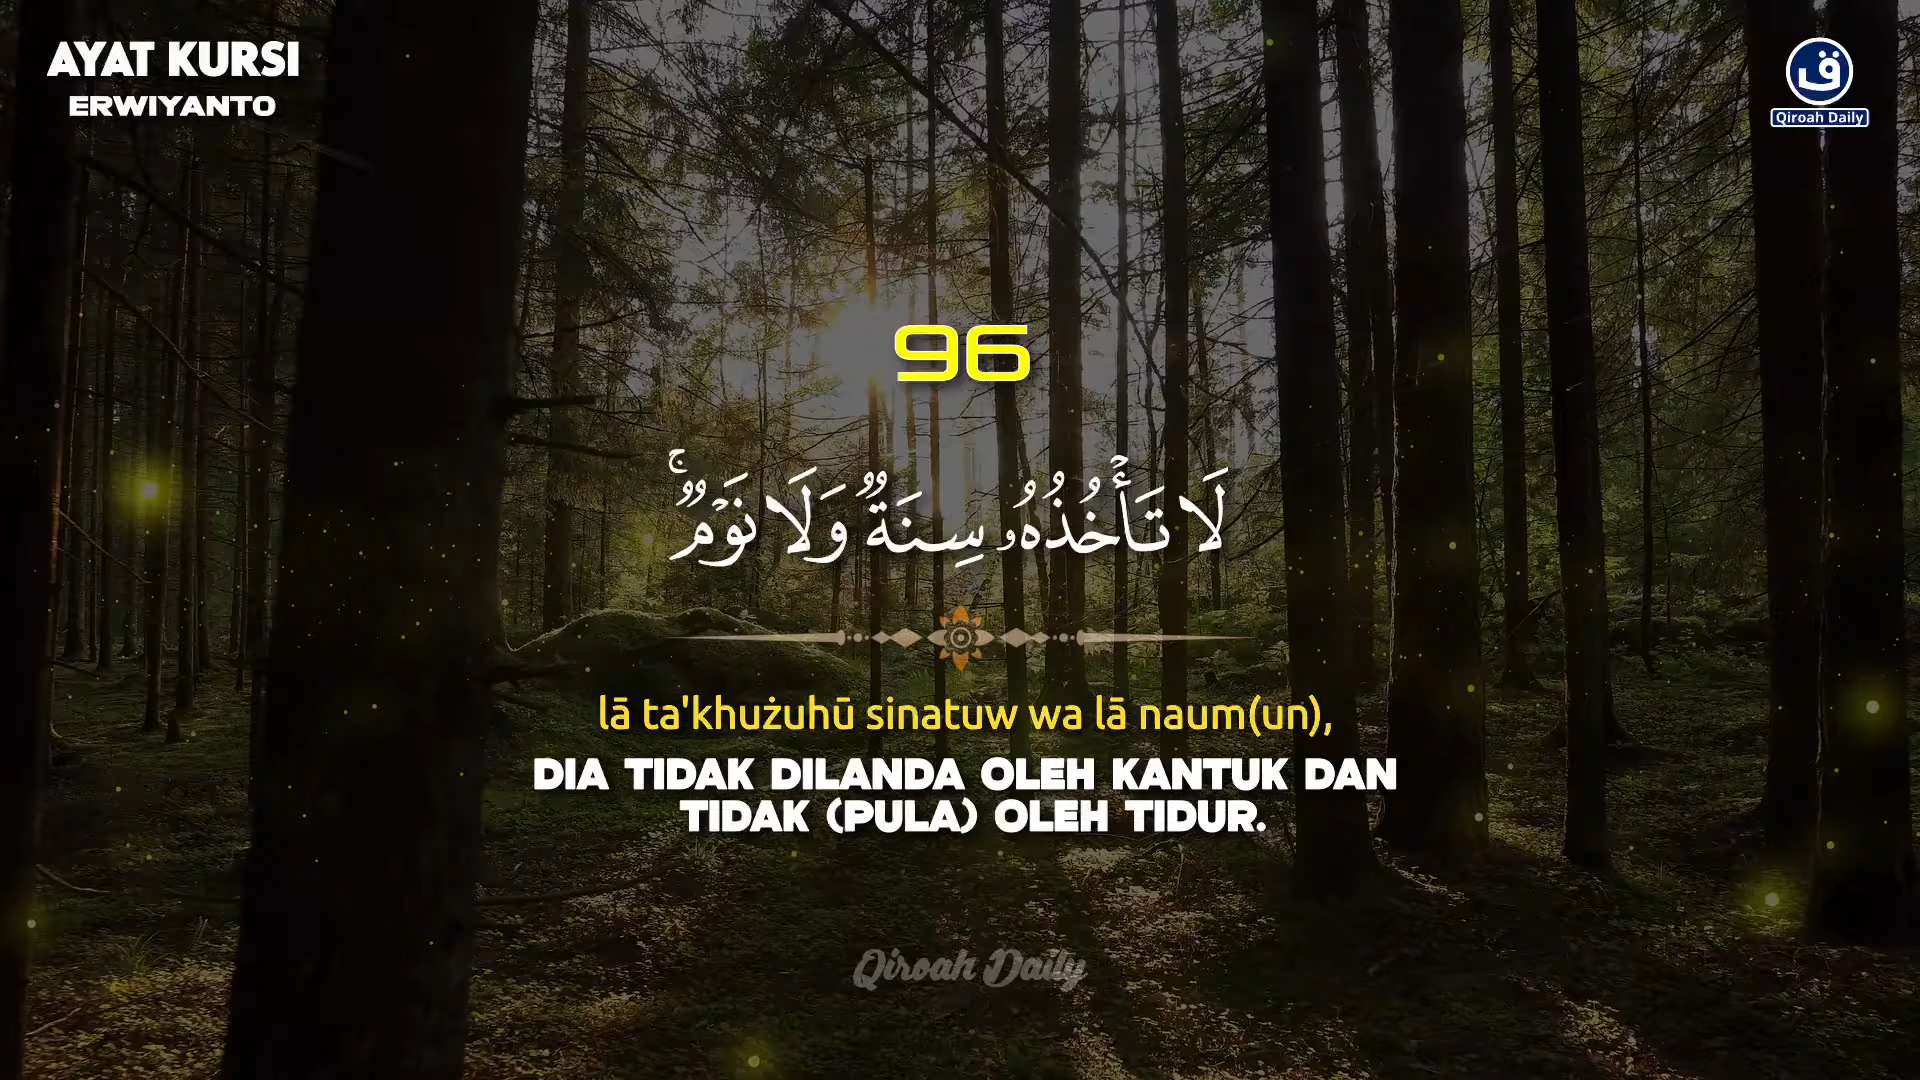 AYAT KURSI
ERWIYANTO
ق
Qiroah Daily
96
لَا تَأْخُذُهُۥ سِنَةٌ وَلَا نَوْمٌ ۚ
lā ta'khużuhū sinatuw wa lā naum(un),
DIA TIDAK DILANDA OLEH KANTUK DAN
TIDAK (PULA) OLEH TIDUR.
Qiroah Daily